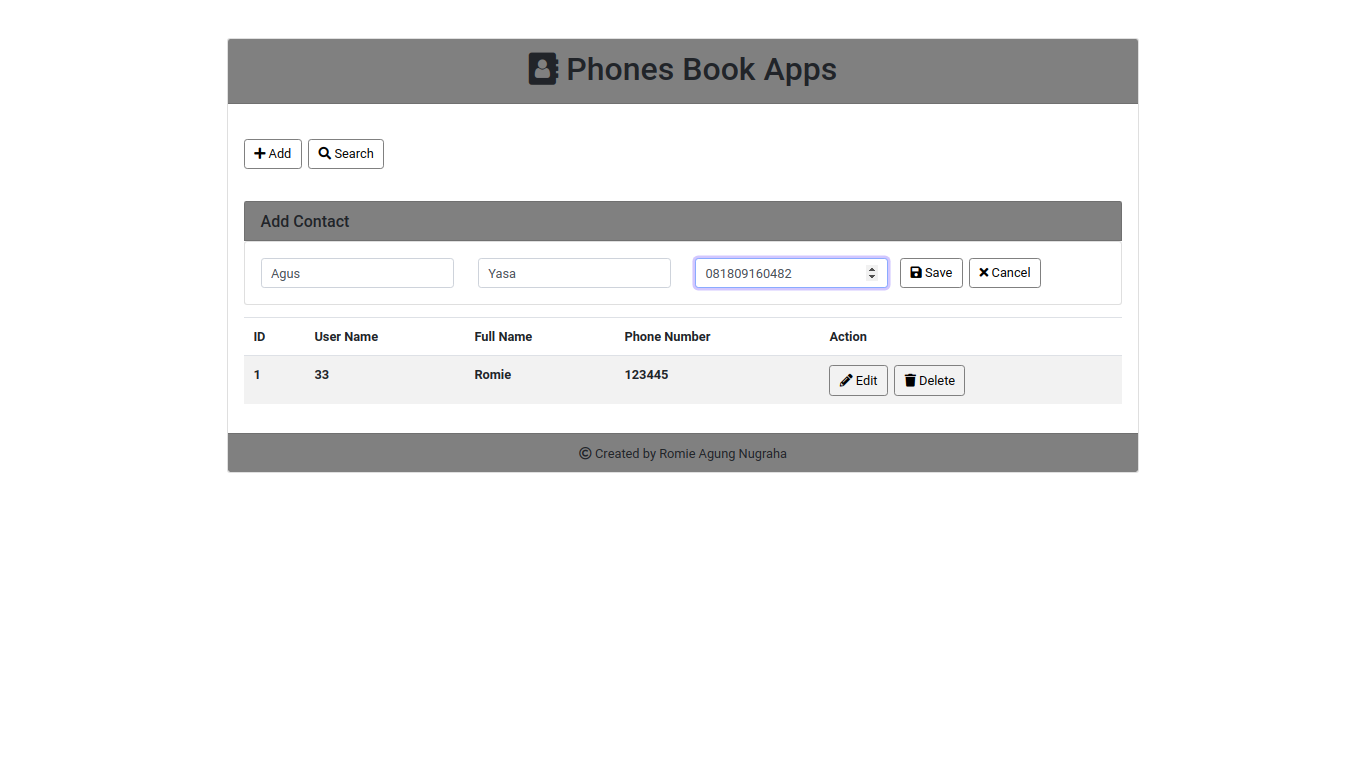 Phones Book Apps
Add Search
Add Contact
Agus Yasa 081809160482 Save Cancel
ID User Name Full Name Phone Number Action
1 33 Romie 123445 Edit Delete
© Created by Romie Agung Nugraha